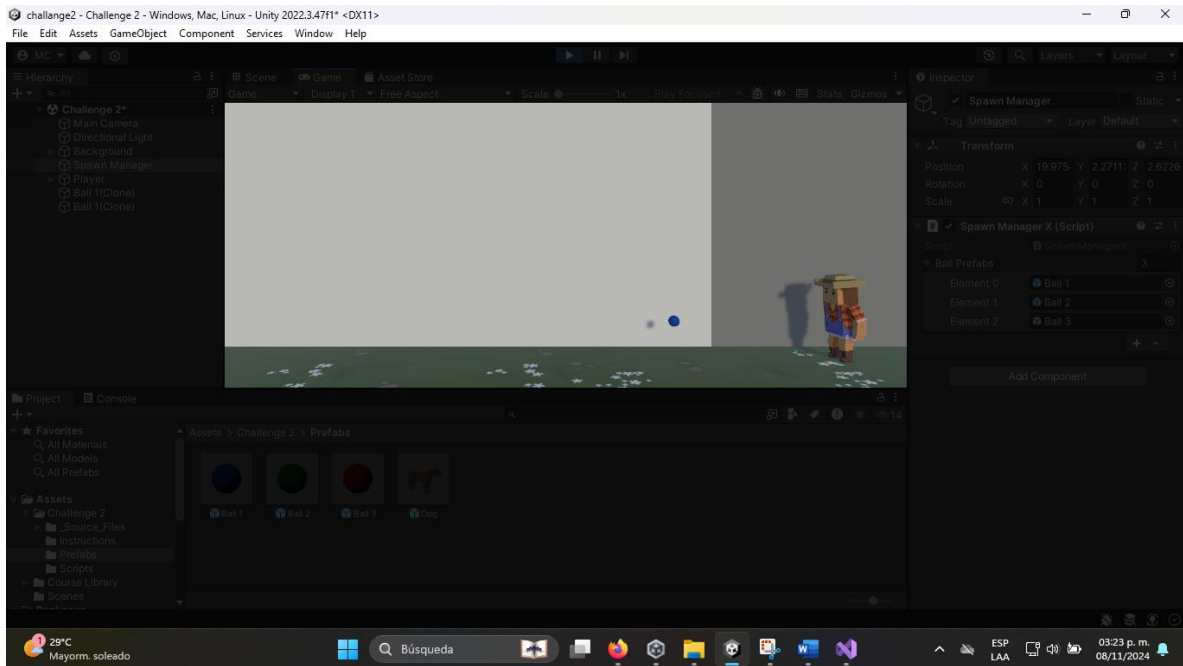 challange2 - Challenge 2 - Windows, Mac, Linux - Unity 2022.3.47f1* <DX11>
File Edit Assets GameObject Component Services Window Help
MC Layers Layout
Hierarchy
All
Challenge 2*
Main Camera
Directional Light
Background
Spawn Manager
Player
Ball 1(Clone)
Ball 1(Clone)
Scene Game Asset Store
Game Display 1 Free Aspect Scale 1x Play Focused Stats Gizmos
Inspector
Spawn Manager Static
Tag Untagged Layer Default
Transform
Position X 19.975 Y 2.2711 Z 2.6226
Rotation X 0 Y 0 Z 0
Scale X 1 Y 1 Z 1
Spawn Manager X (Script)
Script SpawnManagerX
Ball Prefabs 3
Element 0 Ball 1
Element 1 Ball 2
Element 2 Ball 3
+ -
Add Component
Project Console
14
Favorites
All Materials
All Models
All Prefabs
Assets
Challenge 2
_Source_Files
Instructions
Prefabs
Scripts
Course Library
Scenes
Assets > Challenge 2 > Prefabs
Ball 1 Ball 2 Ball 3 Dog
1
29°C
Mayorm. soleado
Búsqueda
ESP
LAA
03:23 p. m.
08/11/2024